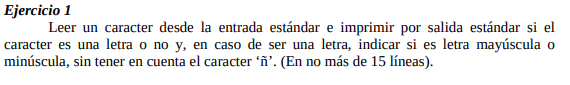 Ejercicio 1
Leer un caracter desde la entrada estándar e imprimir por salida estándar si el
caracter es una letra o no y, en caso de ser una letra, indicar si es letra mayúscula o
minúscula, sin tener en cuenta el caracter ‘ñ’. (En no más de 15 líneas).